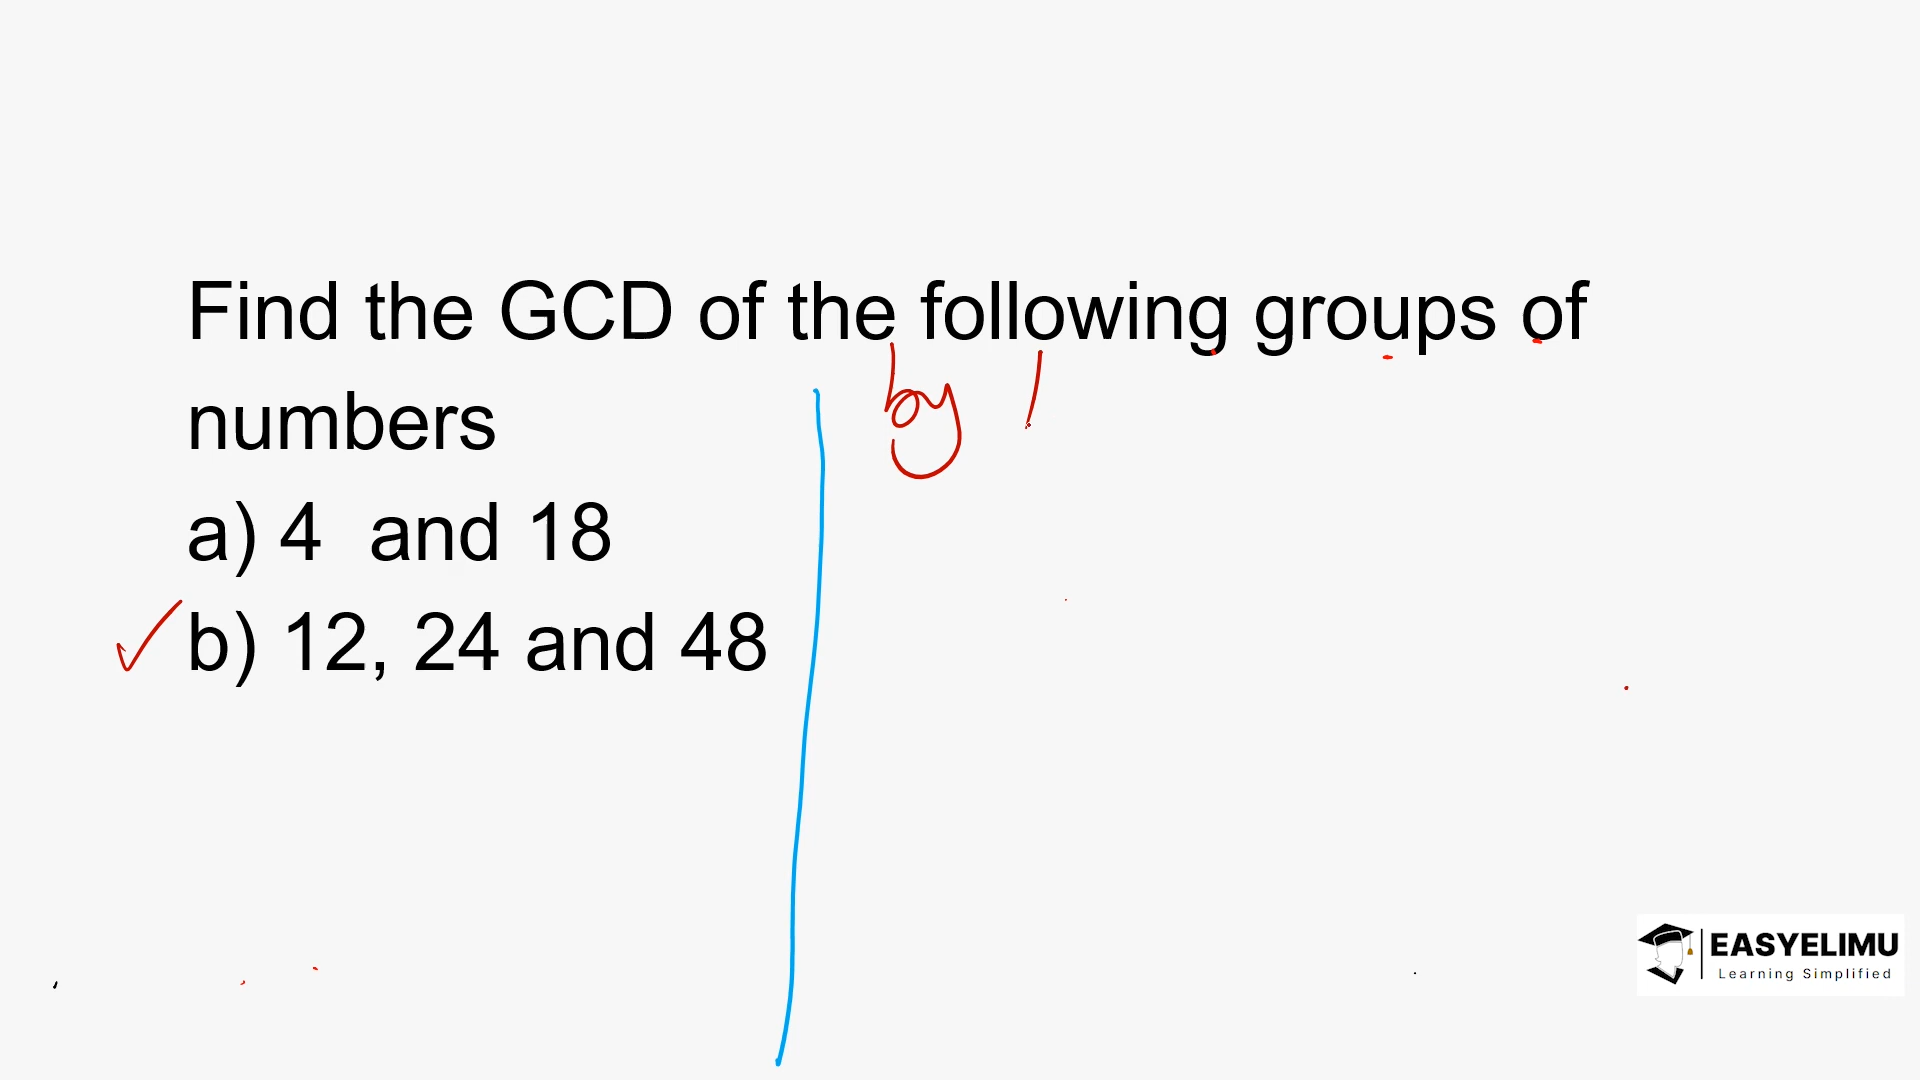 Find the GCD of the following groups of
numbers
by
a) 4 and 18
b) 12, 24 and 48
EASYELIMU
Learning Simplified